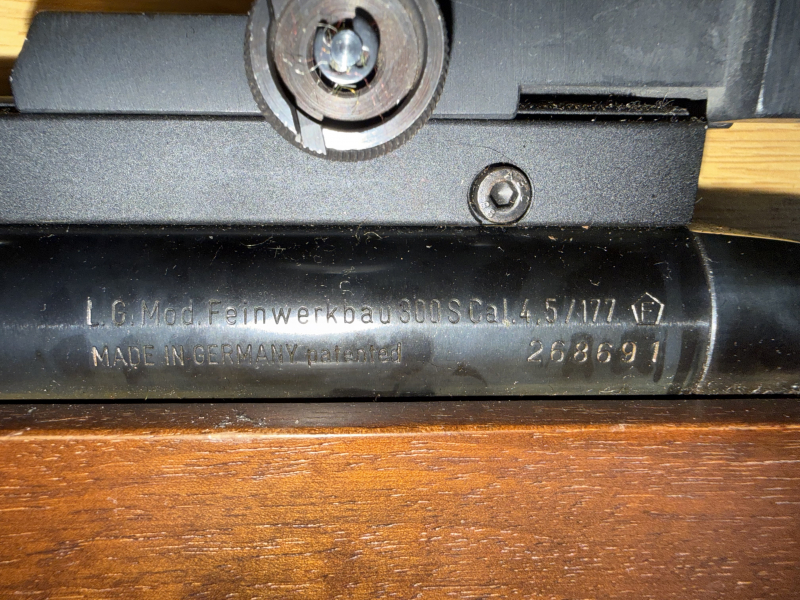 L.G. Mod. Feinwerkbau 300 S Cal. 4,5/177 F
MADE IN GERMANY patented 268691